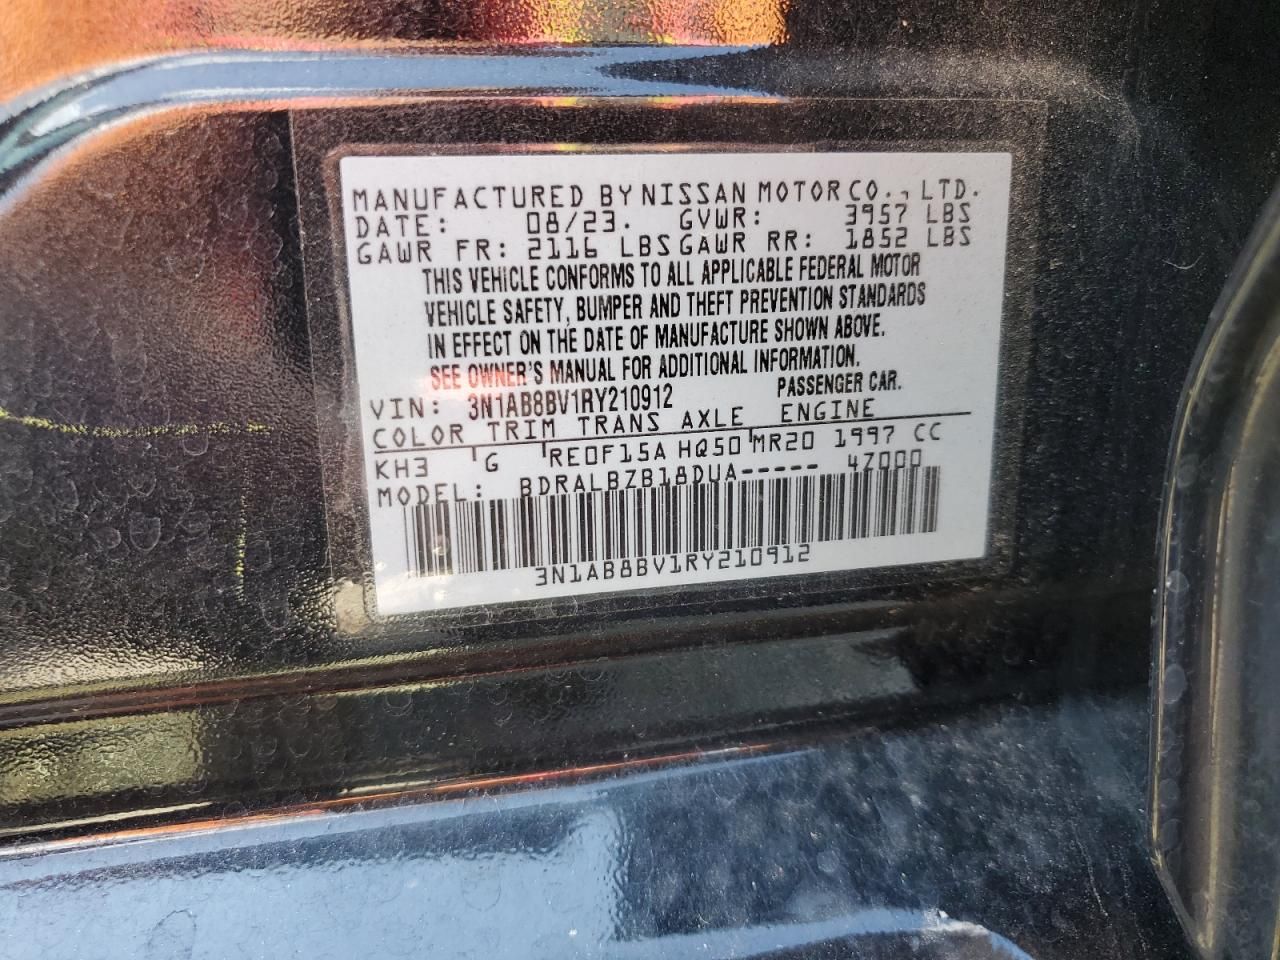 MANUFACTURED BY NISSAN MOTOR CO., LTD.
DATE: 08/23. GVWR: 3957 LBS
GAWR FR: 2116 LBS GAWR RR: 1852 LBS
THIS VEHICLE CONFORMS TO ALL APPLICABLE FEDERAL MOTOR
VEHICLE SAFETY, BUMPER AND THEFT PREVENTION STANDARDS
IN EFFECT ON THE DATE OF MANUFACTURE SHOWN ABOVE.
SEE OWNER'S MANUAL FOR ADDITIONAL INFORMATION.
VIN: 3N1AB8BV1RY210912 PASSENGER CAR.
COLOR TRIM TRANS AXLE ENGINE
KH3 G RE0F15A HQ50 MR20 1997 CC
MODEL: BDRALBZB18DUA----- 47000
3N1AB8BV1RY210912